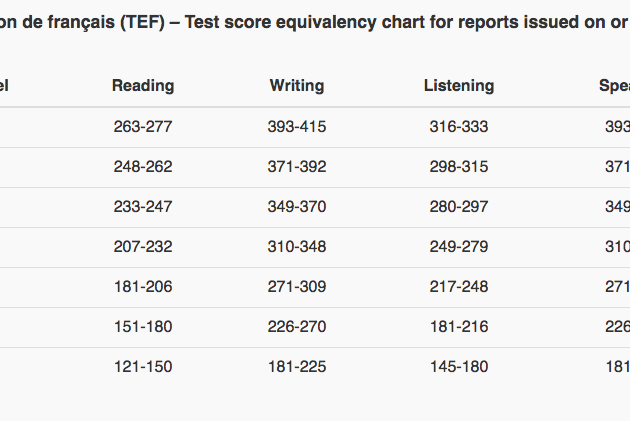 on de français (TEF) – Test score equivalency chart for reports issued on or
el Reading Writing Listening Spea
263-277 393-415 316-333 393
248-262 371-392 298-315 371
233-247 349-370 280-297 349
207-232 310-348 249-279 310
181-206 271-309 217-248 271
151-180 226-270 181-216 226
121-150 181-225 145-180 181